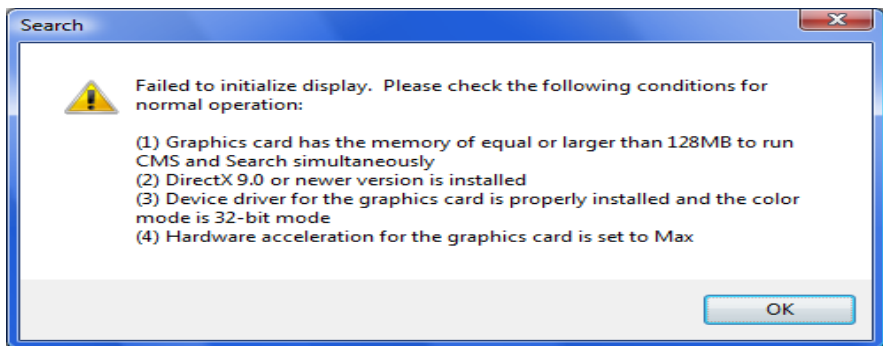 Search
Failed to initialize display.  Please check the following conditions for
normal operation:
(1) Graphics card has the memory of equal or larger than 128MB to run
CMS and Search simultaneously
(2) DirectX 9.0 or newer version is installed
(3) Device driver for the graphics card is properly installed and the color
mode is 32-bit mode
(4) Hardware acceleration for the graphics card is set to Max
OK